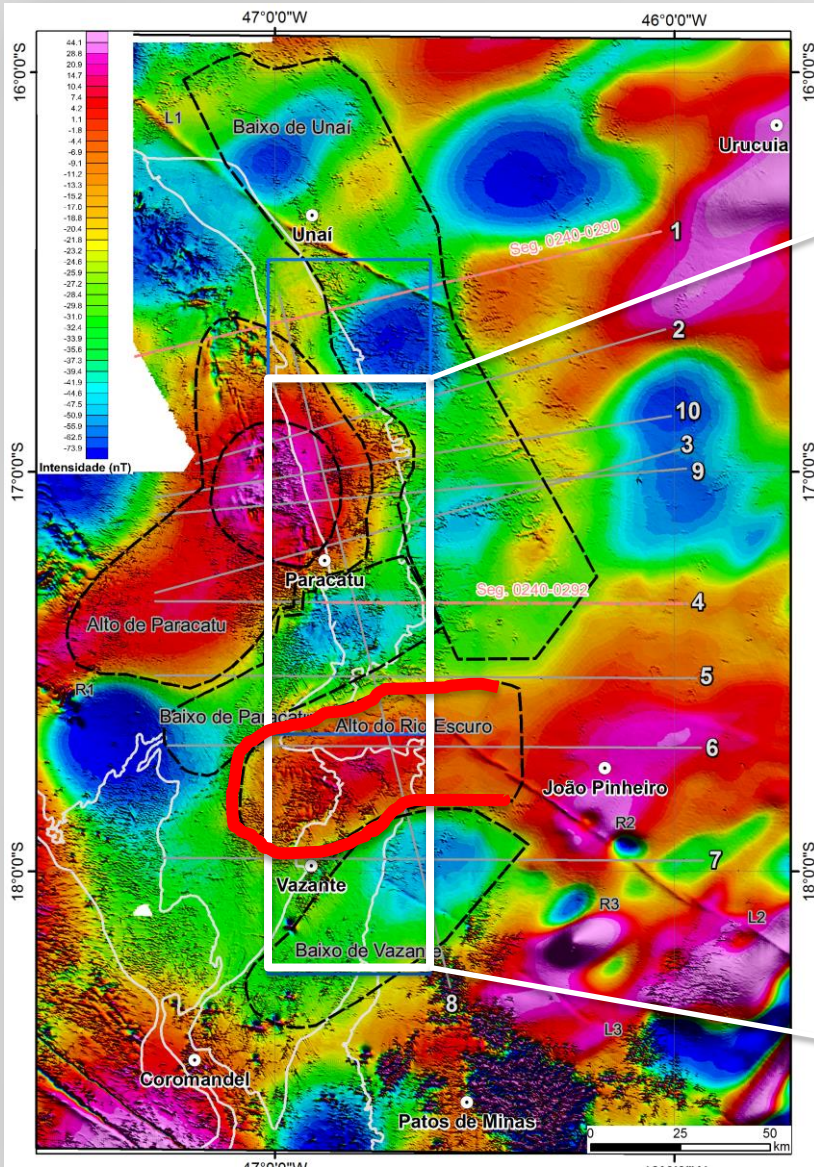 47°0'0"W
46°0'0"W
16°0'0"S
16°0'0"S
44.1
28.8
20.9
14.7
10.4
7.2
4.2
1.1
-1.8
-4.4
-6.9
-9.1
-11.2
-13.3
-15.2
-17.0
-18.7
-20.4
-21.8
-23.2
-24.4
-25.5
-26.8
-28.4
-29.8
-31.0
-32.4
-33.9
-35.6
-37.3
-39.4
-41.9
-44.6
-47.5
-50.9
-55.9
-62.5
-73.9
Intensidade (nT)
L1
Baixo de Unaí
Urucuia
Unaí
Seg. 0240-0290
1
2
10
3
9
17°0'0"S
17°0'0"S
Paracatu
Seg. 0240-0292
4
Alto de Paracatu
5
R1
Baixo de Paracatu
Alto do Rio Escuro
6
João Pinheiro
R2
7
18°0'0"S
18°0'0"S
Vazante
R3
L2
Baixo de Vazante
8
L3
Coromandel
Patos de Minas
0 25 50
km
47°0'0"W